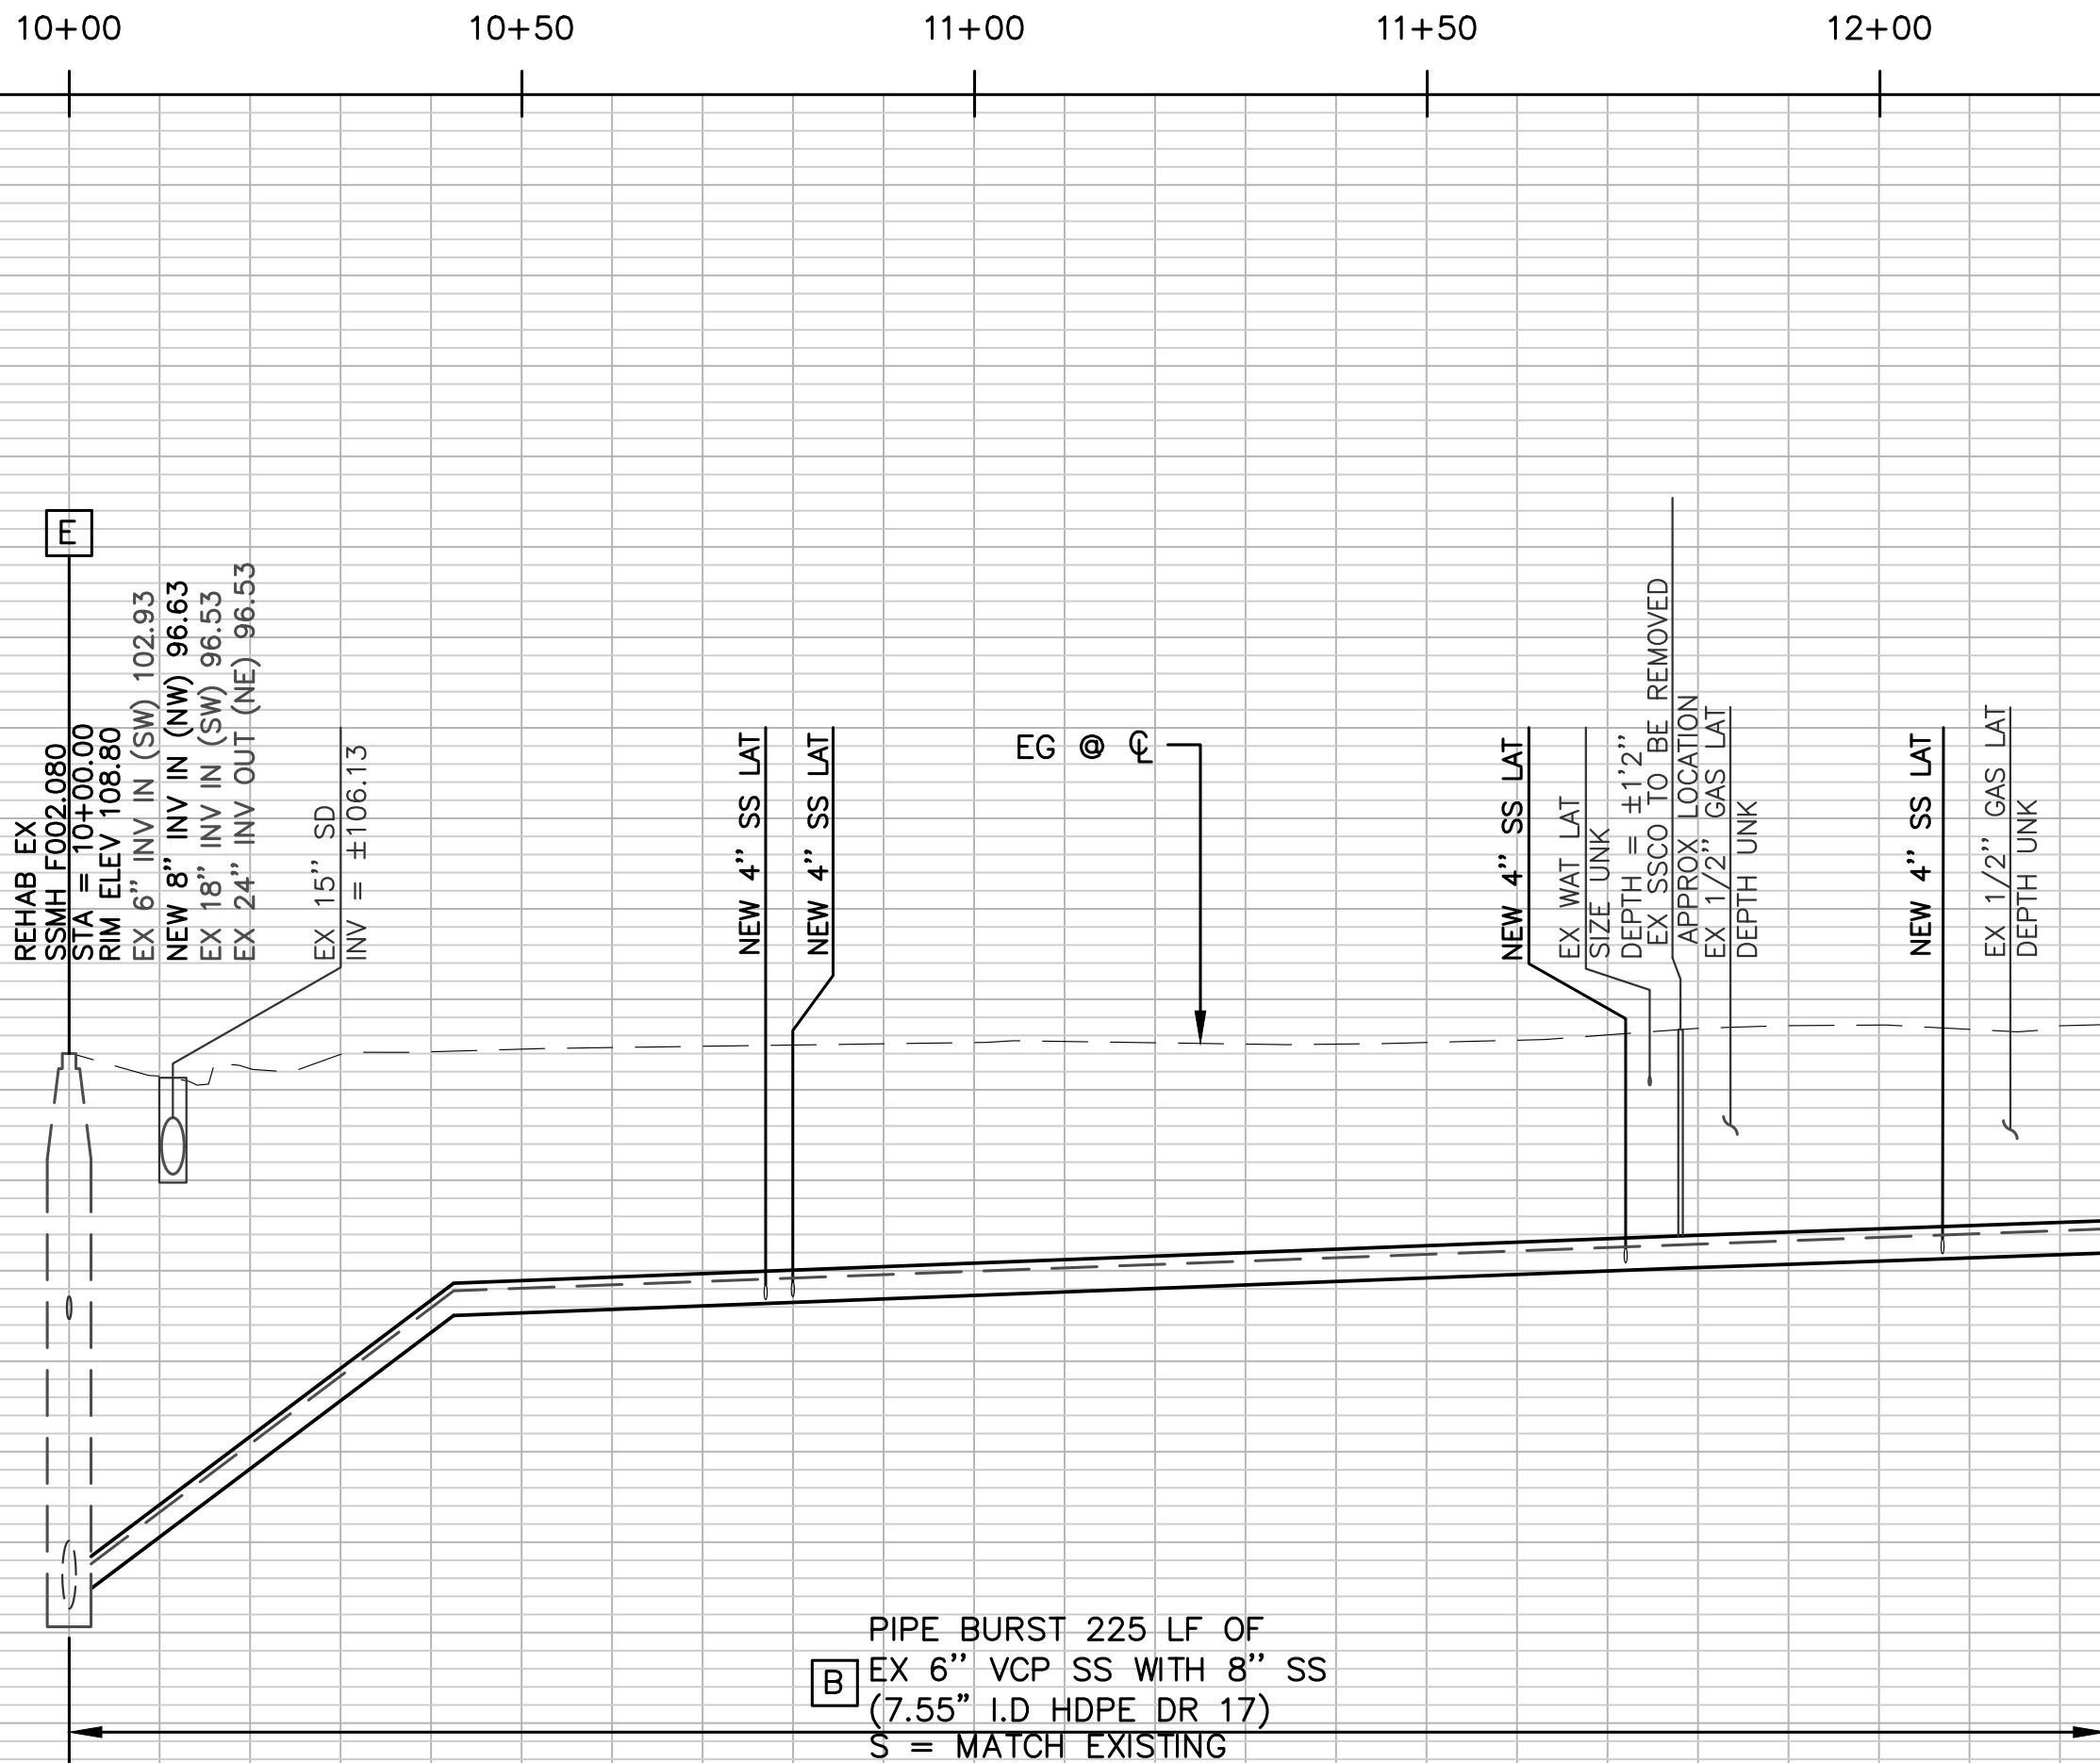 10+00
10+50
11+00
11+50
12+00
E
REHAB EX
SSMH F002.080
STA = 10+00.00
RIM ELEV 108.80
EX 6" INV IN (SW) 102.93
NEW 8" INV IN (NW) 96.63
EX 18" INV IN (SW) 96.53
EX 24" INV OUT (NE) 96.53
EX 15" SD
INV = ±106.13
NEW 4" SS LAT
NEW 4" SS LAT
EG @ ℄
NEW 4" SS LAT
EX WAT LAT
SIZE UNK
DEPTH = ±1'2"
EX SSCO TO BE REMOVED
APPROX LOCATION
EX 1/2" GAS LAT
DEPTH UNK
NEW 4" SS LAT
EX 1/2" GAS LAT
DEPTH UNK
B
PIPE BURST 225 LF OF
EX 6" VCP SS WITH 8" SS
(7.55" I.D HDPE DR 17)
S = MATCH EXISTING